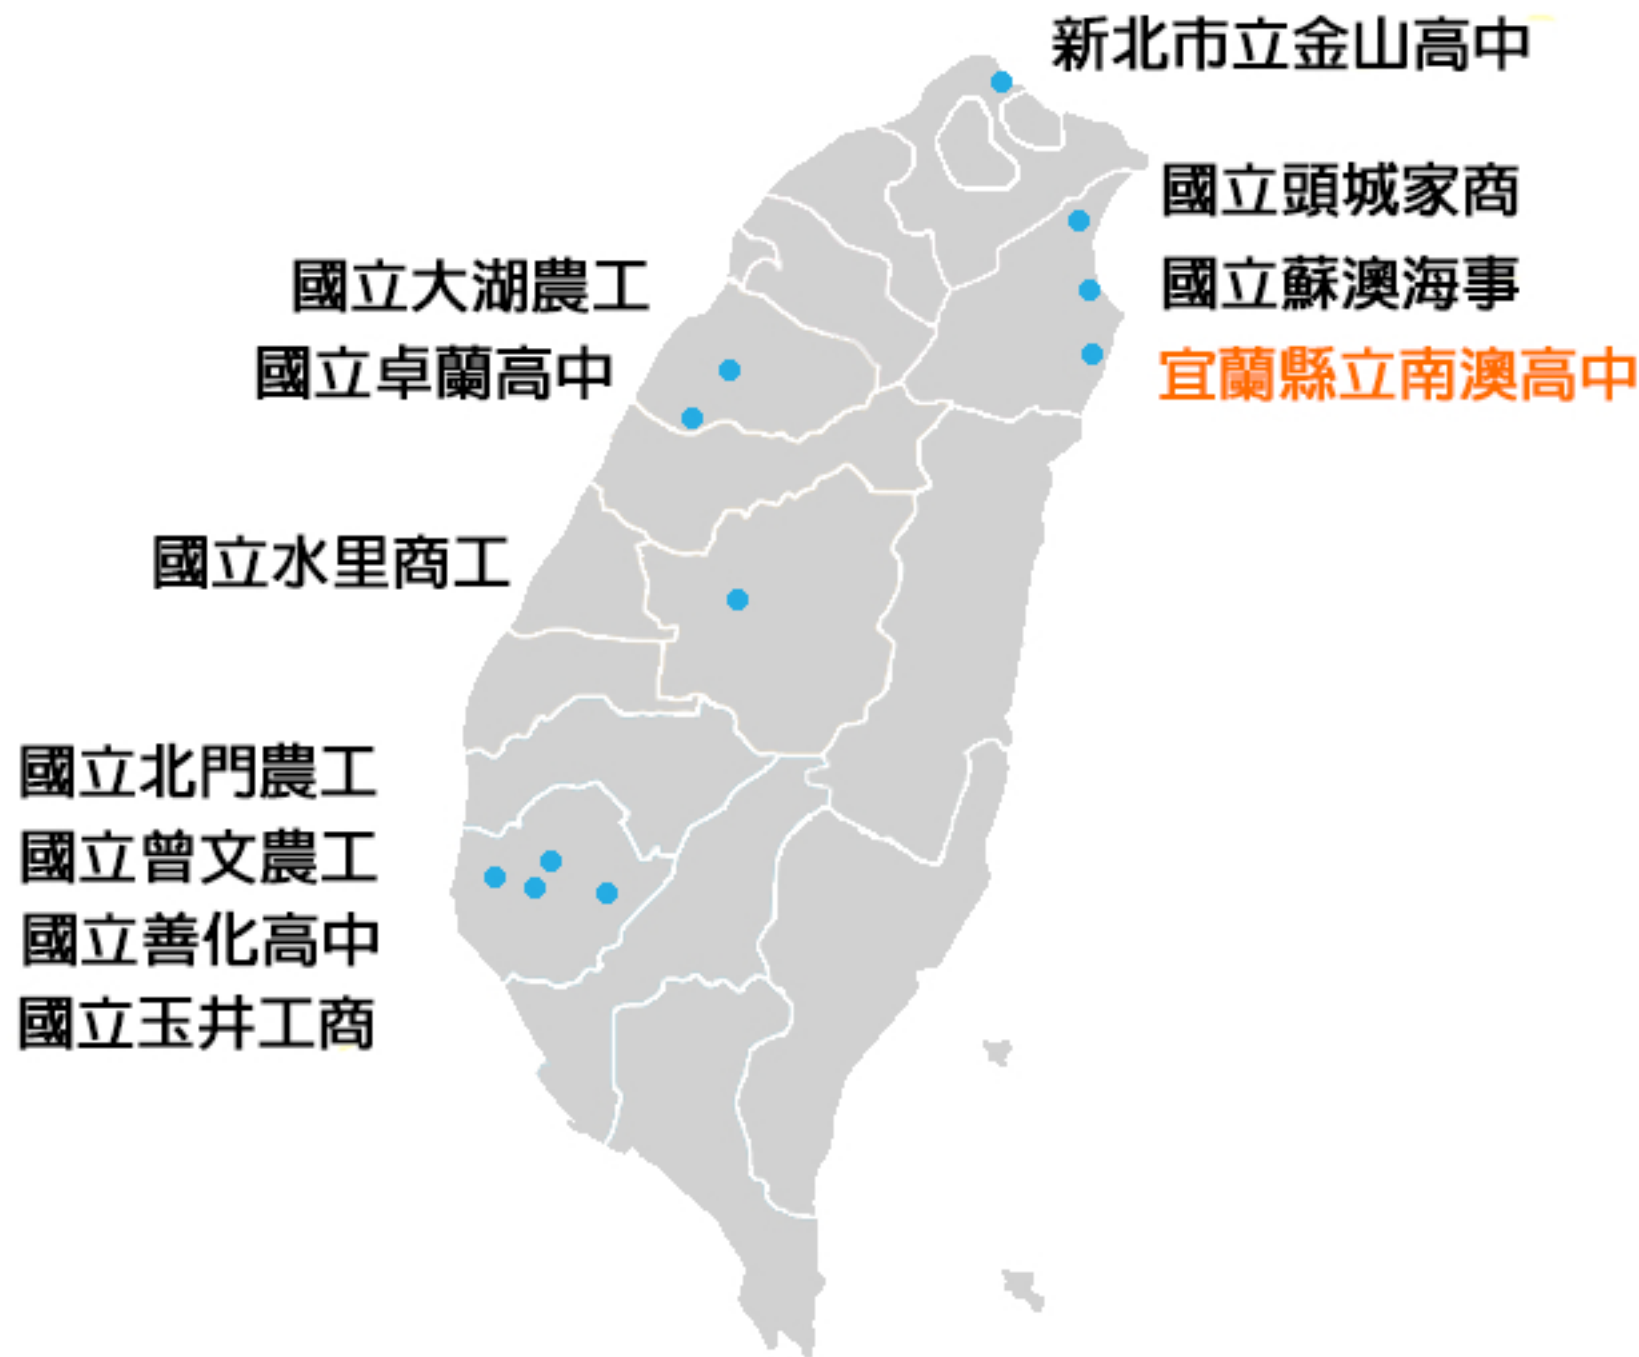 新北市立金山高中
國立頭城家商
國立大湖農工
國立蘇澳海事
國立卓蘭高中
宜蘭縣立南澳高中
國立水里商工
國立北門農工
國立曾文農工
國立善化高中
國立玉井工商